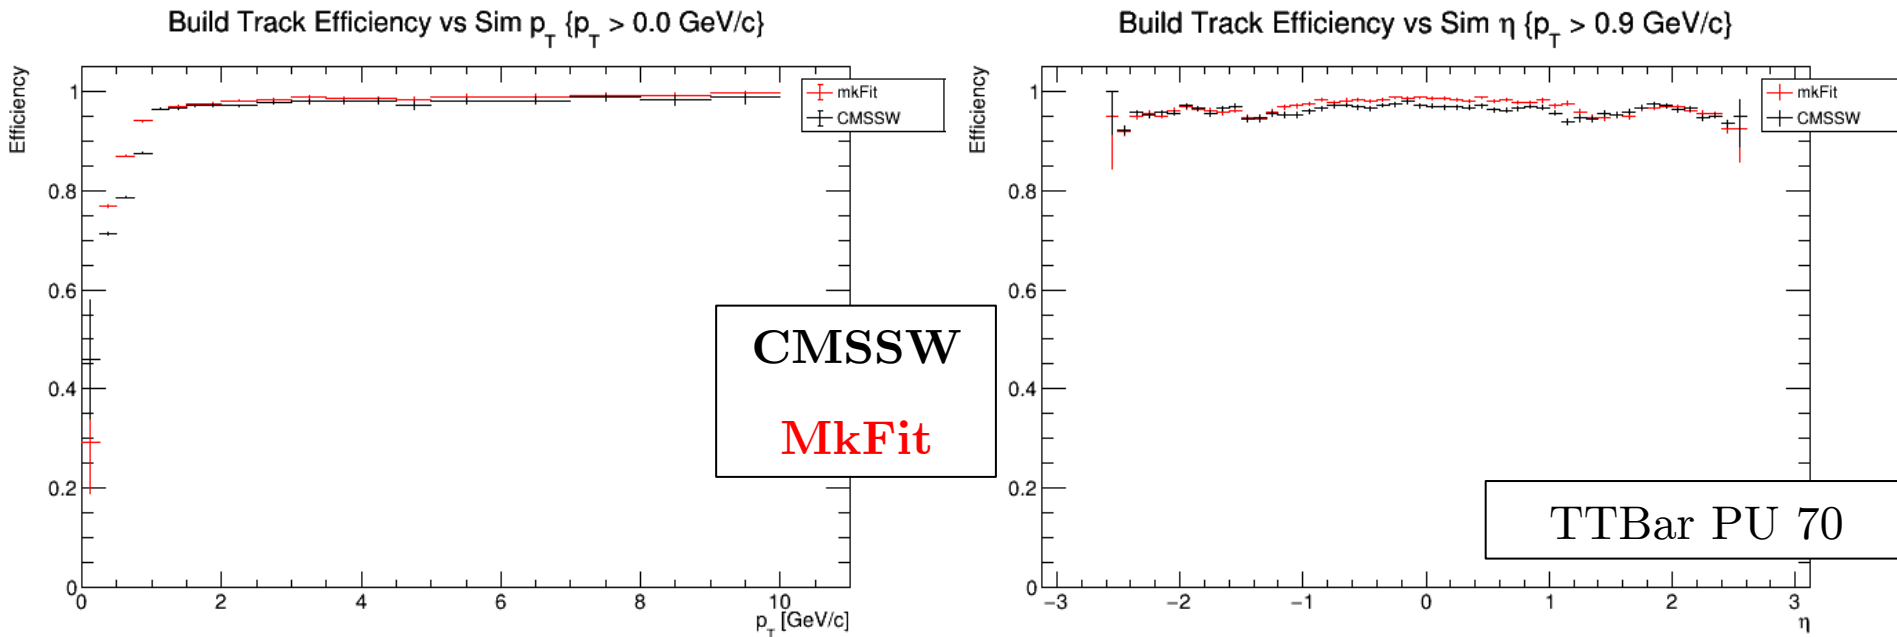 Build Track Efficiency vs Sim p_T {p_T > 0.0 GeV/c}
Efficiency
1
0.8
0.6
0.4
0.2
0
0 2 4 6 8 10
p_T [GeV/c]
mkFit
CMSSW
CMSSW
MkFit
Build Track Efficiency vs Sim η {p_T > 0.9 GeV/c}
Efficiency
1
0.8
0.6
0.4
0.2
0
−3 −2 −1 0 1 2 3
η
mkFit
CMSSW
TTBar PU 70